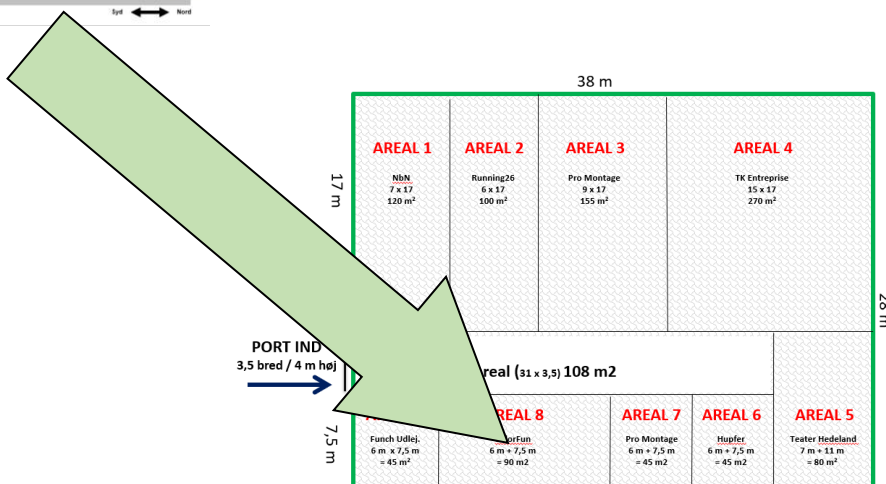 Syd Nord
38 m
AREAL 1
NbN
7 x 17
120 m²
AREAL 2
Running26
6 x 17
100 m²
AREAL 3
Pro Montage
9 x 17
155 m²
AREAL 4
TK Entreprise
15 x 17
270 m²
17 m
28 m
PORT IND
3,5 bred / 4 m høj
real (31 x 3,5) 108 m2
7,5 m
Funch Udlej.
6 m x 7,5 m
= 45 m²
REAL 8
orFun
6 m + 7,5 m
= 90 m2
AREAL 7
Pro Montage
6 m + 7,5 m
= 45 m2
AREAL 6
Hupfer
6 m + 7,5 m
= 45 m2
AREAL 5
Teater Hedeland
7 m + 11 m
= 80 m²